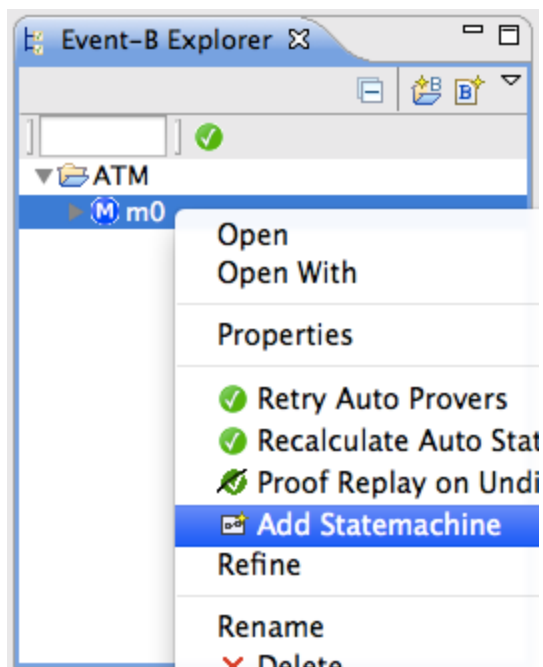 Event-B Explorer
ATM
m0
Open
Open With
Properties
Retry Auto Provers
Recalculate Auto Stat
Proof Replay on Undi
Add Statemachine
Refine
Rename
Delete